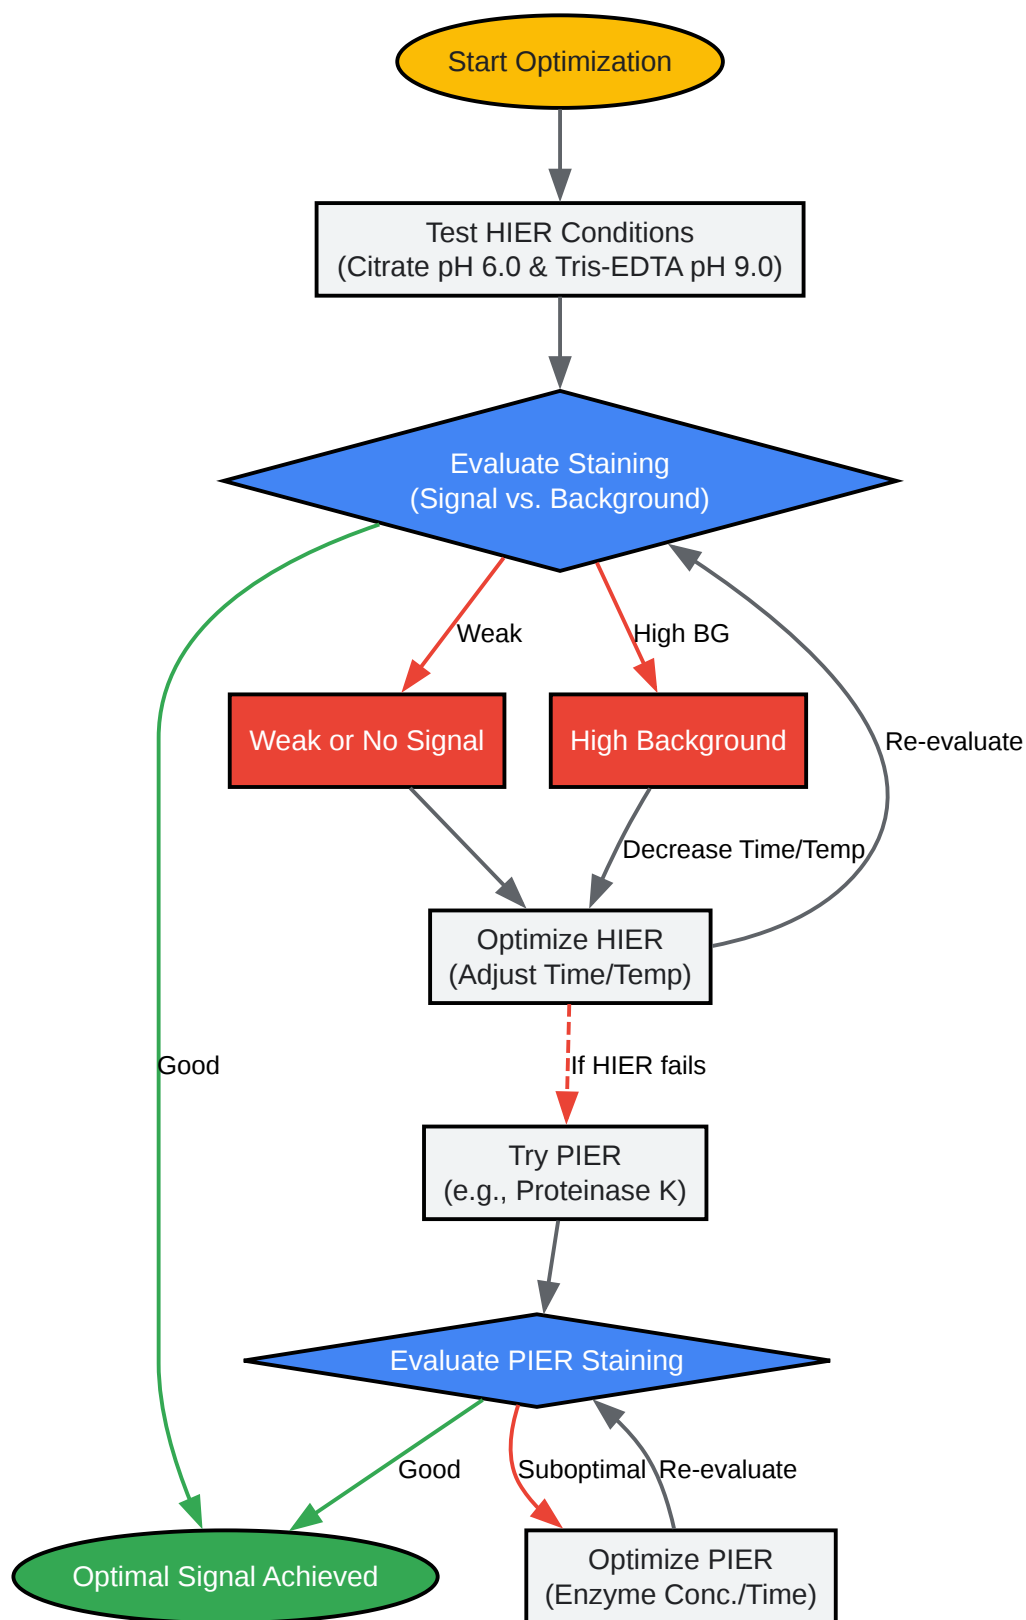 Start Optimization
Test HIER Conditions
(Citrate pH 6.0 & Tris-EDTA pH 9.0)
Evaluate Staining
(Signal vs. Background)
Weak
High BG
Weak or No Signal
High Background
Re-evaluate
Decrease Time/Temp
Optimize HIER
(Adjust Time/Temp)
Good
If HIER fails
Try PIER
(e.g., Proteinase K)
Evaluate PIER Staining
Good
Suboptimal
Re-evaluate
Optimal Signal Achieved
Optimize PIER
(Enzyme Conc./Time)